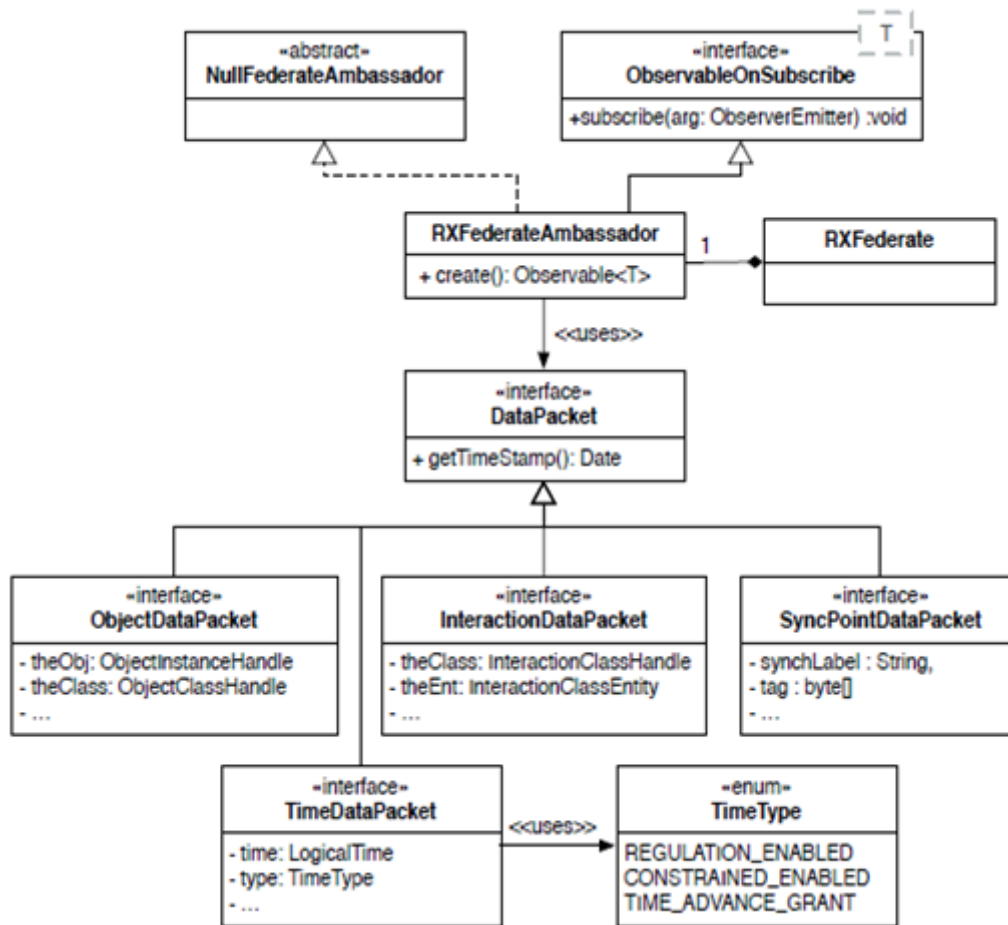 «abstract»
NullFederateAmbassador
T
«interface»
ObservableOnSubscribe
+subscribe(arg: ObserverEmitter) :void
RXFederateAmbassador
+ create(): Observable<T>
1
RXFederate
<<uses>>
«interface»
DataPacket
+ getTimeStamp(): Date
«interface»
ObjectDataPacket
- theObj: ObjectInstanceHandle
- theClass: ObjectClassHandle
- ...
«interface»
InteractionDataPacket
- theClass: InteractionClassHandle
- theEnt: InteractionClassEntity
- ...
«interface»
SyncPointDataPacket
- synchLabel : String,
- tag : byte[]
- ...
«interface»
TimeDataPacket
- time: LogicalTime
- type: TimeType
- ...
<<uses>>
«enum»
TimeType
REGULATION_ENABLED
CONSTRAINED_ENABLED
TIME_ADVANCE_GRANT